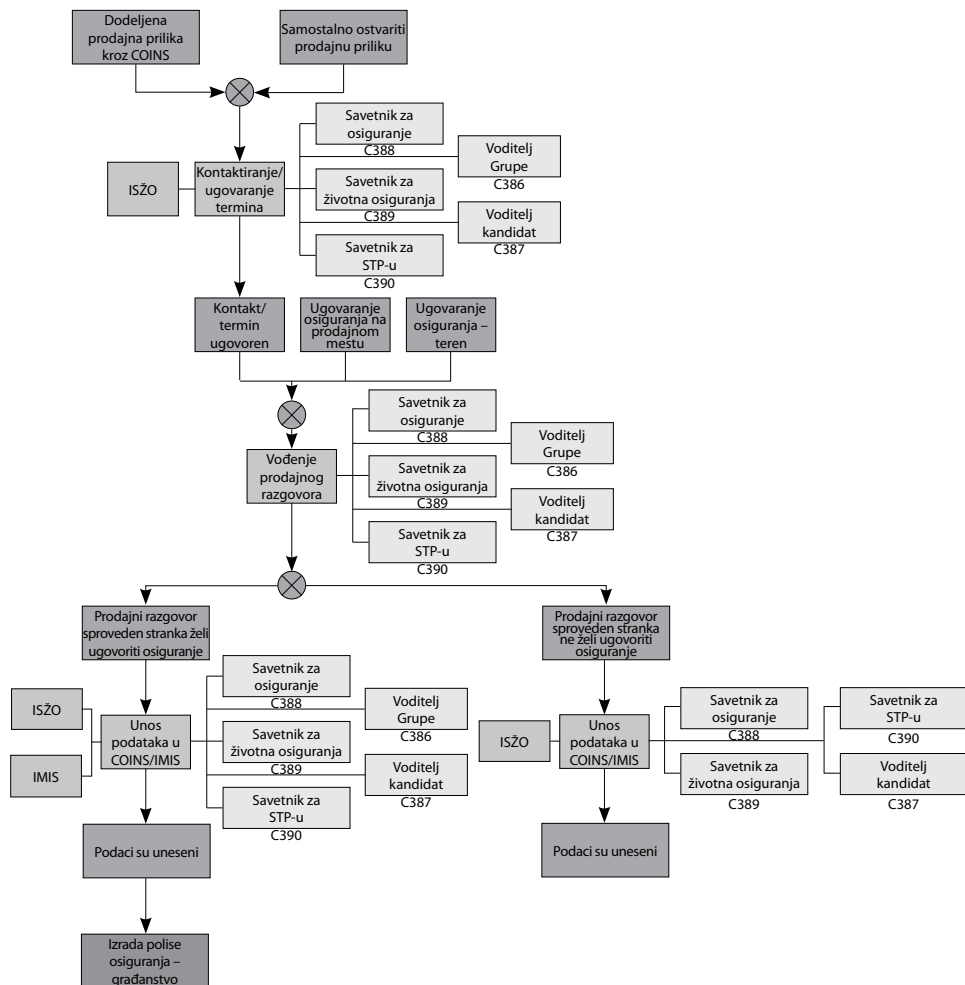 Dodeljena
prodajna prilika
kroz COINS
Samostalno ostvariti
prodajnu priliku
Savetnik za
osiguranje
C388
Voditelj
Grupe
C386
ISŽO
Kontaktiranje/
ugovaranje
termina
Savetnik za
životna osiguranja
C389
Voditelj
kandidat
C387
Savetnik za
STP-u
C390
Kontakt/
termin
ugovoren
Ugovaranje
osiguranja na
prodajnom
mestu
Ugovaranje
osiguranja –
teren
Savetnik za
osiguranje
C388
Voditelj
Grupe
C386
Vođenje
prodajnog
razgovora
Savetnik za
životna osiguranja
C389
Voditelj
kandidat
C387
Savetnik za
STP-u
C390
Prodajni razgovor
sproveden stranka želi
ugovoriti osiguranje
Prodajni razgovor
sproveden stranka
ne želi ugovoriti
osiguranje
ISŽO
IMIS
Unos
podataka u
COINS/IMIS
Savetnik za
osiguranje
C388
Voditelj
Grupe
C386
Savetnik za
životna osiguranja
C389
Voditelj
kandidat
C387
Savetnik za
STP-u
C390
ISŽO
Unos
podataka u
COINS/IMIS
Savetnik za
osiguranje
C388
Savetnik za
STP-u
C390
Savetnik za
životna osiguranja
C389
Voditelj
kandidat
C387
Podaci su uneseni
Podaci su uneseni
Izrada polise
osiguranja –
građanstvo